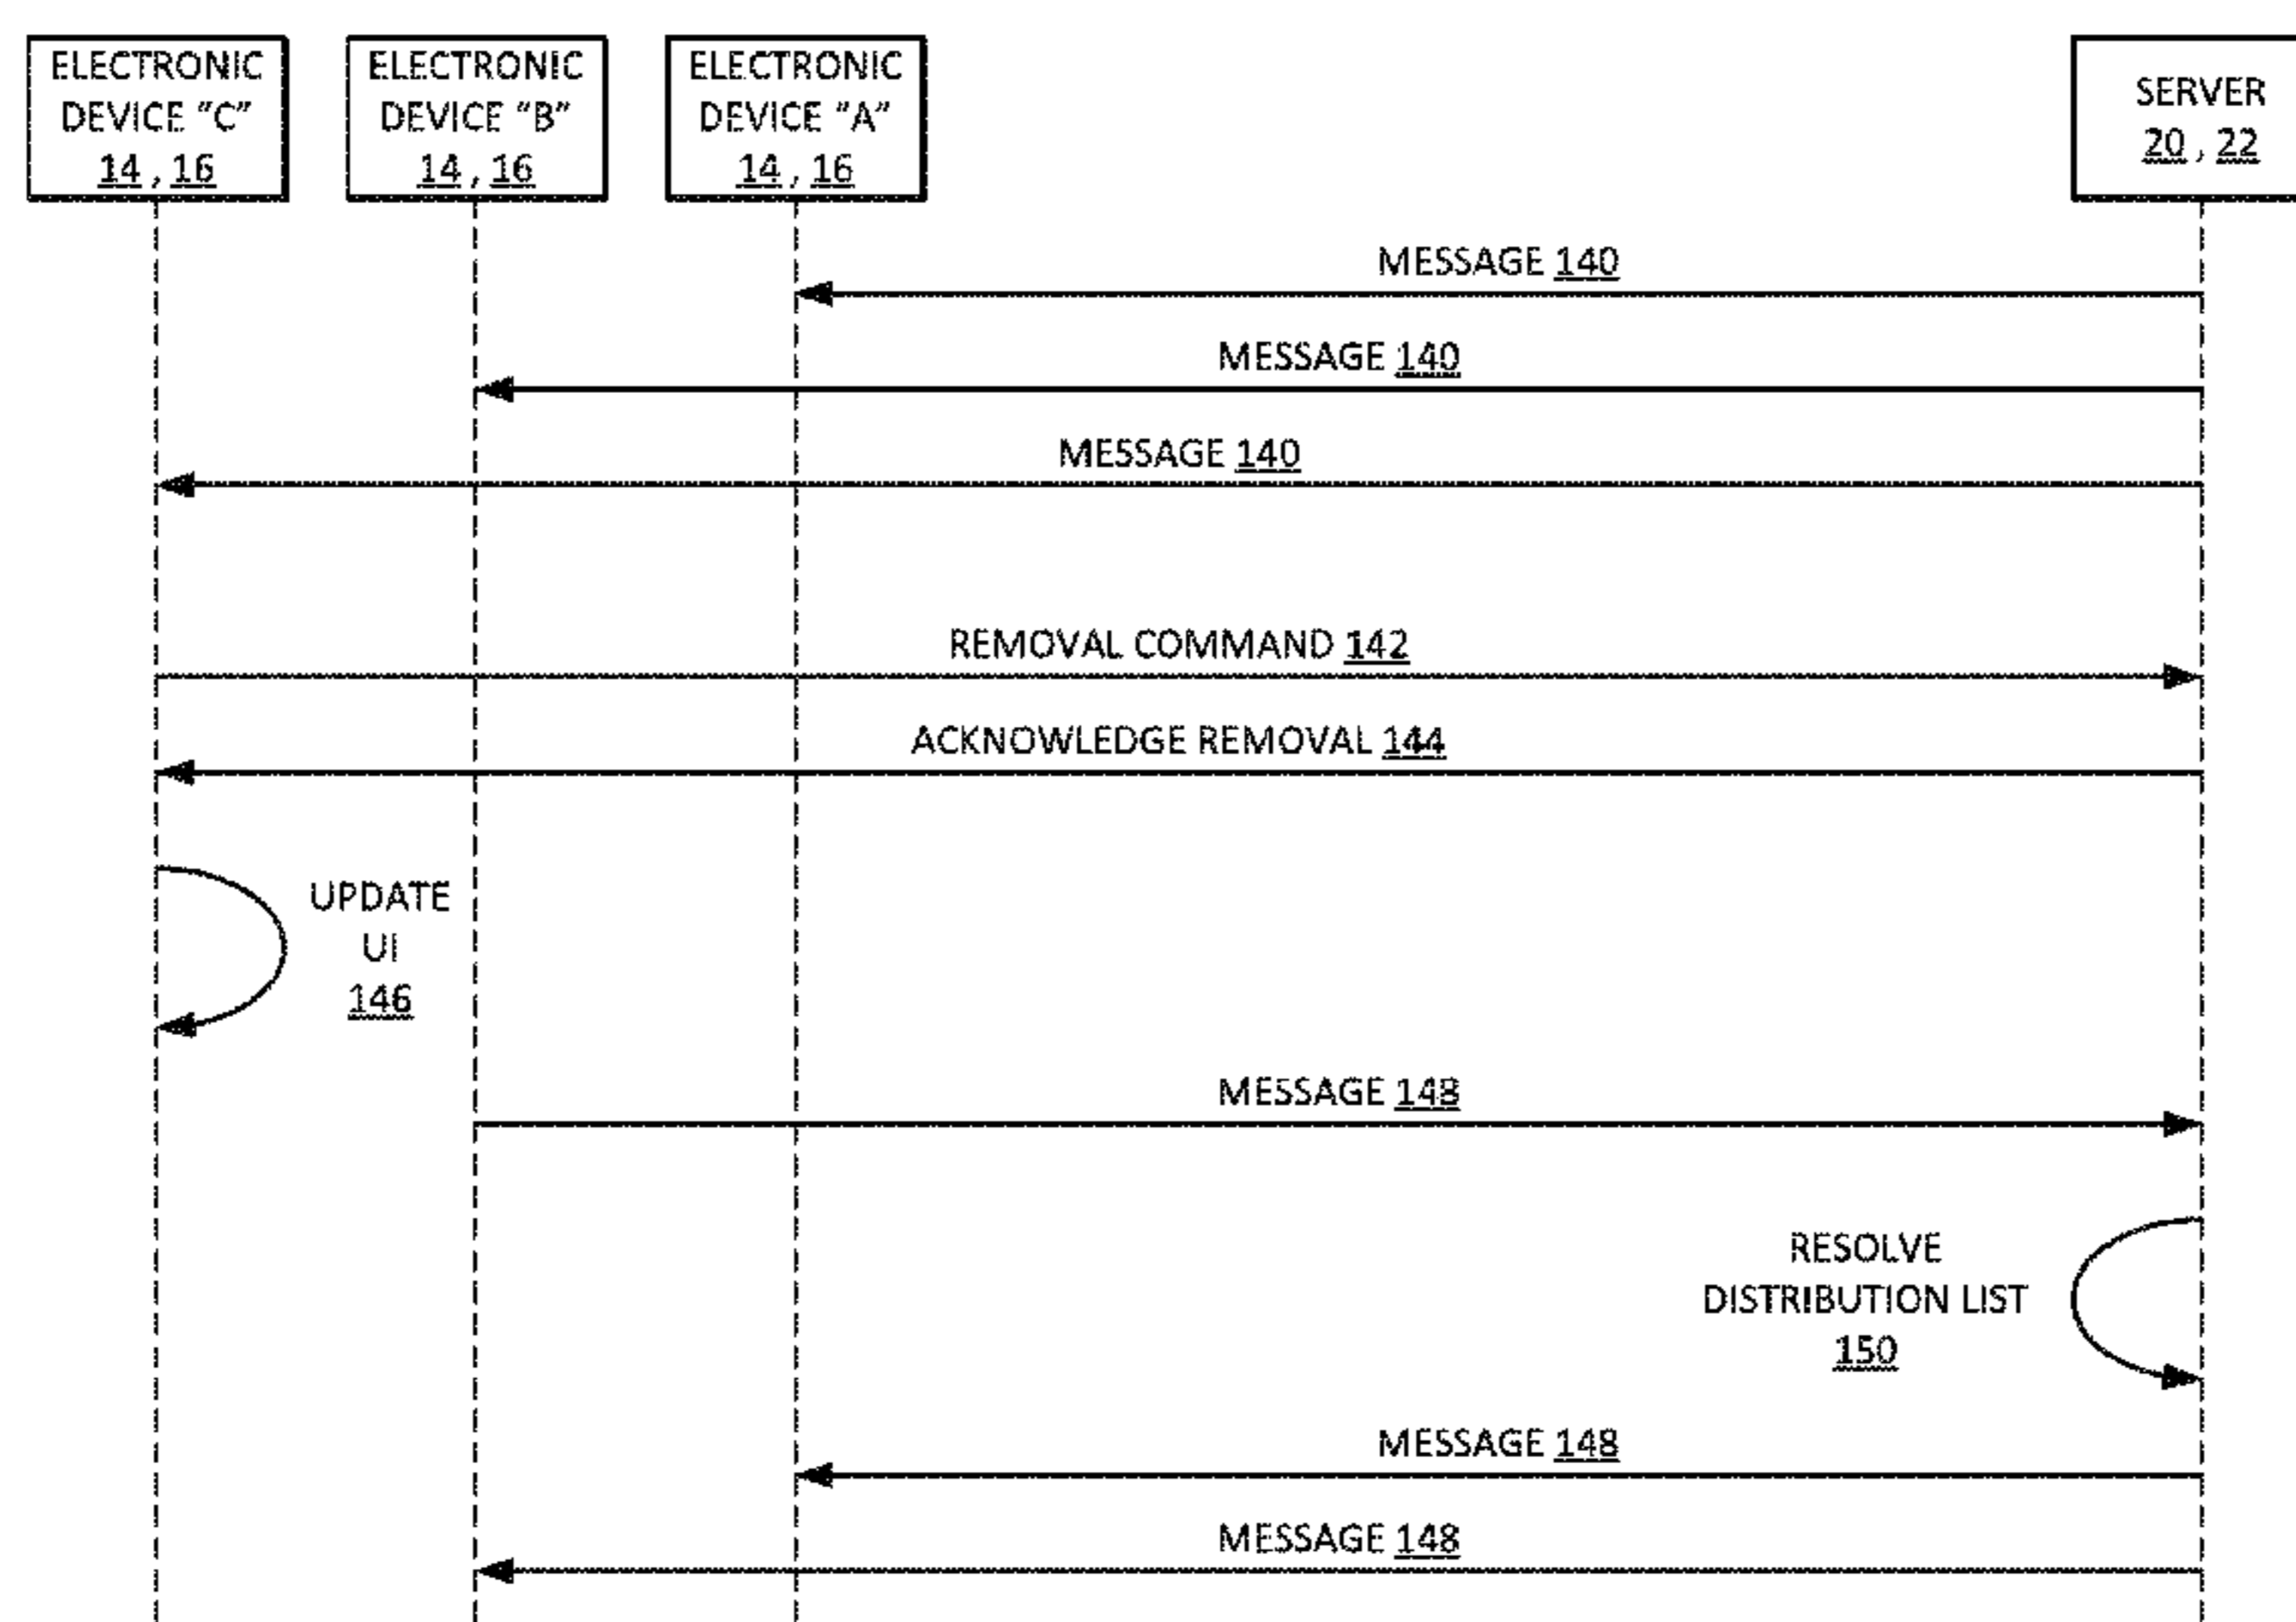 ELECTRONIC
DEVICE “C”
14 , 16
ELECTRONIC
DEVICE “B”
14 , 16
ELECTRONIC
DEVICE “A”
14 , 16
SERVER
20 , 22
MESSAGE 140
MESSAGE 140
MESSAGE 140
REMOVAL COMMAND 142
ACKNOWLEDGE REMOVAL 144
UPDATE
UI
146
MESSAGE 148
RESOLVE
DISTRIBUTION LIST
150
MESSAGE 148
MESSAGE 148